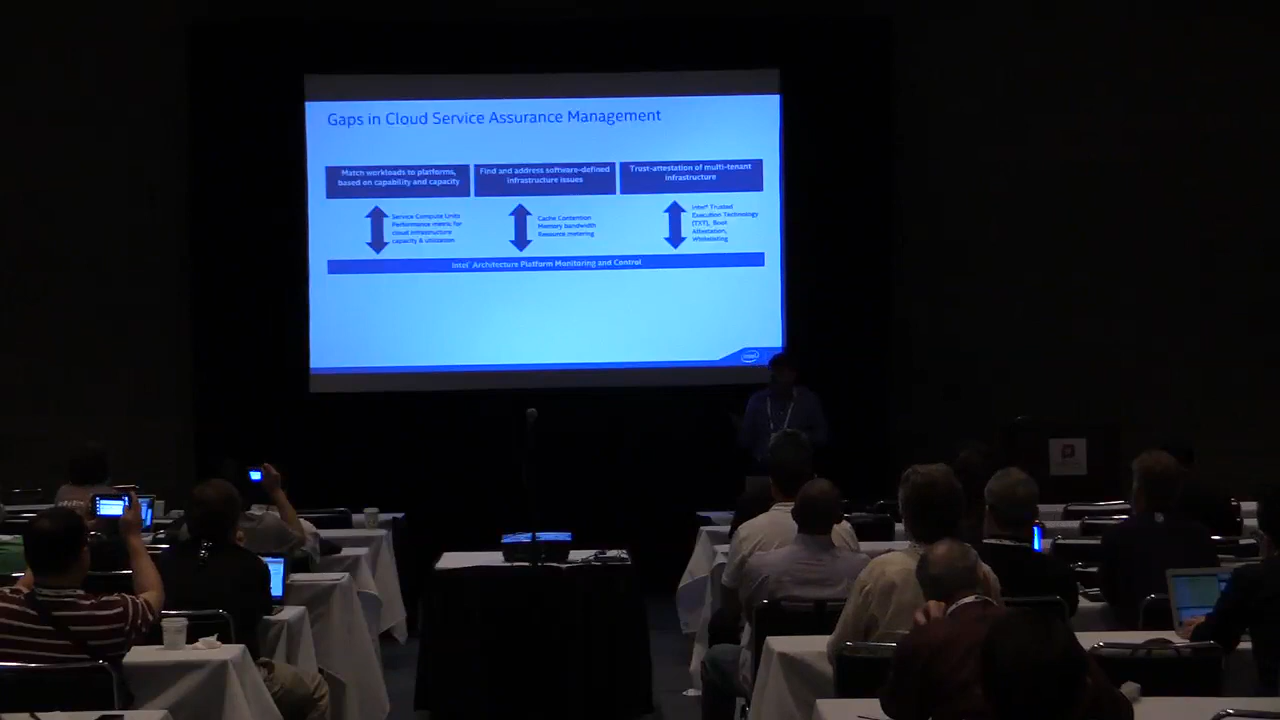 Gaps in Cloud Service Assurance Management
Match workloads to platforms,
based on capability and capacity
Find and address software-defined
infrastructure issues
Trust-attestation of multi-tenant
infrastructure
Service Compute Units
Performance metric for
cloud infrastructure
capacity & utilization
Cache Contention
Memory bandwidth
Resource metering
Intel® Trusted
Execution Technology
(TXT), Boot
Attestation,
Whitelisting
Intel® Architecture Platform Monitoring and Control
intel